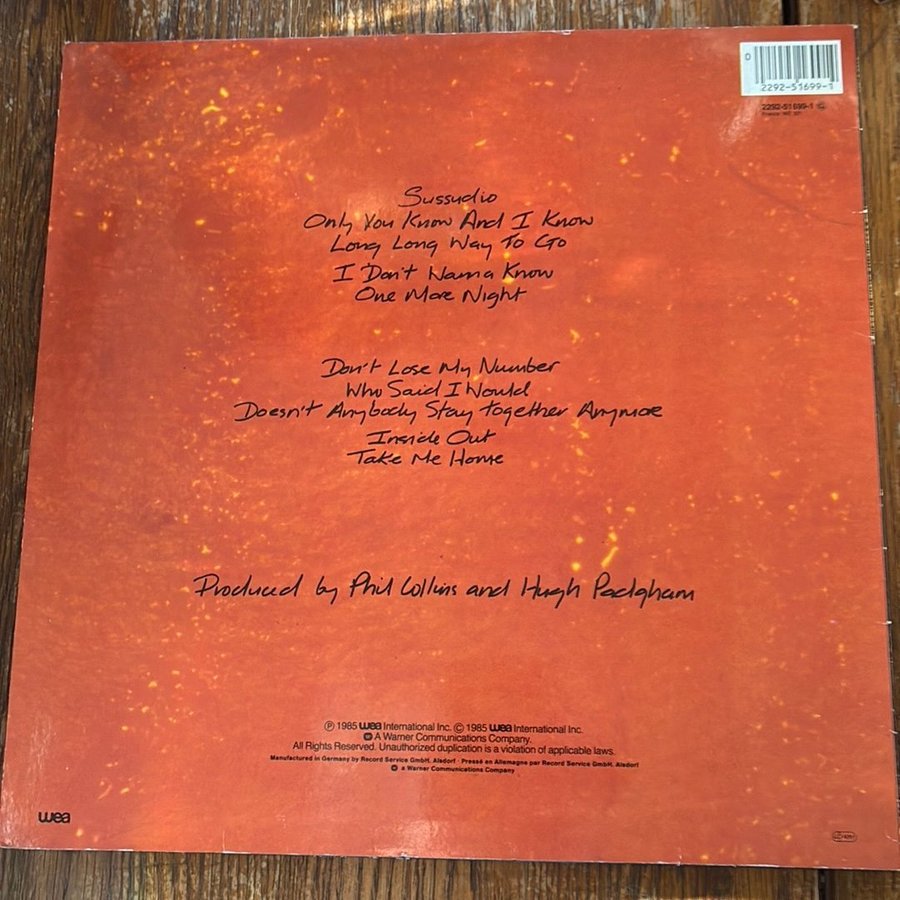 0
2292-51699-1
2292-51699-1
Sussudio
Only You Know And I Know
Long Long Way To Go
I Don't Wanna Know
One More Night
Don't Lose My Number
Who Said I Would
Doesn't Anybody Stay together Anymore
Inside Out
Take Me Home
Produced by Phil Collins and Hugh Padgham
Ⓟ 1985 wea International Inc. © 1985 wea International Inc.
A Warner Communications Company.
All Rights Reserved. Unauthorized duplication is a violation of applicable laws.
Manufactured in Germany by Record Service GmbH. Alsdorf · Pressé en Allemagne par Record Service GmbH. Alsdorf
a Warner Communications Company
wea